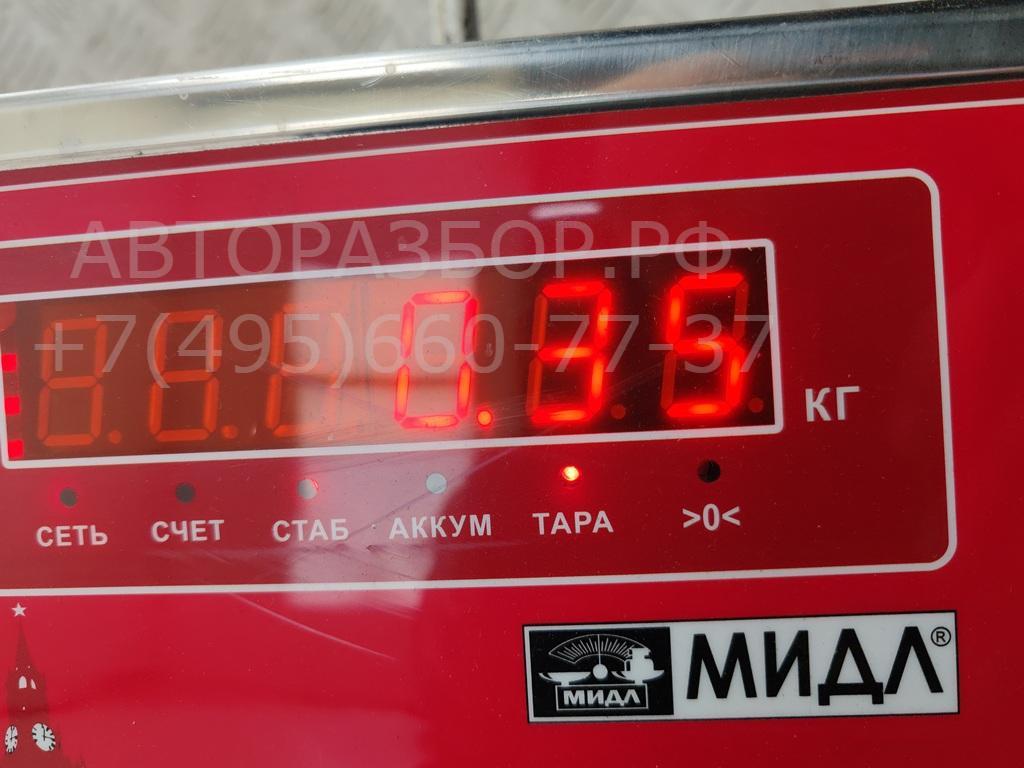 АВТОРАЗБОР.РФ
+7(495)660-77-37
0.35
КГ
СЕТЬ СЧЕТ СТАБ АККУМ ТАРА >0<
МИДЛ МИДЛ®